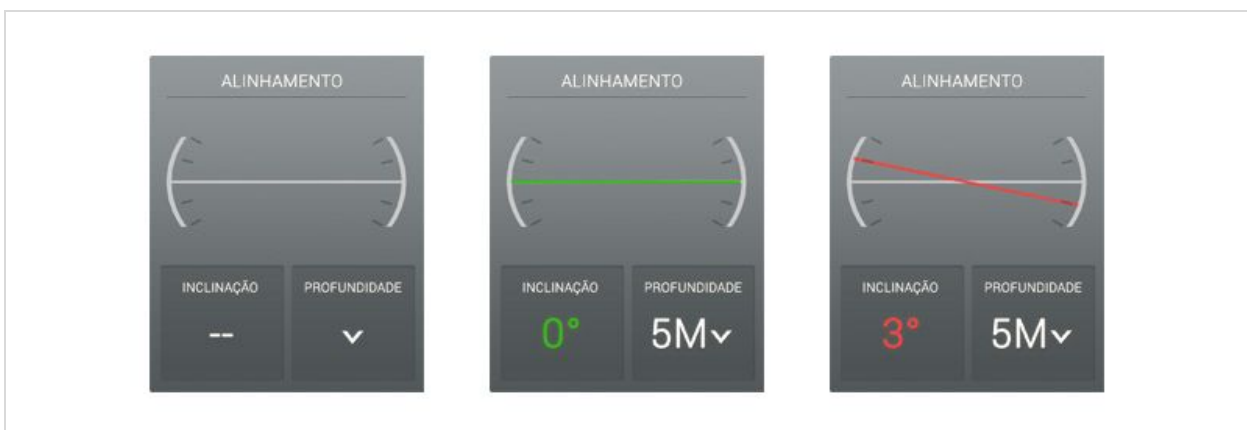 ALINHAMENTO
INCLINAÇÃO
PROFUNDIDADE
--
ALINHAMENTO
INCLINAÇÃO
PROFUNDIDADE
0°
5M
ALINHAMENTO
INCLINAÇÃO
PROFUNDIDADE
3°
5M